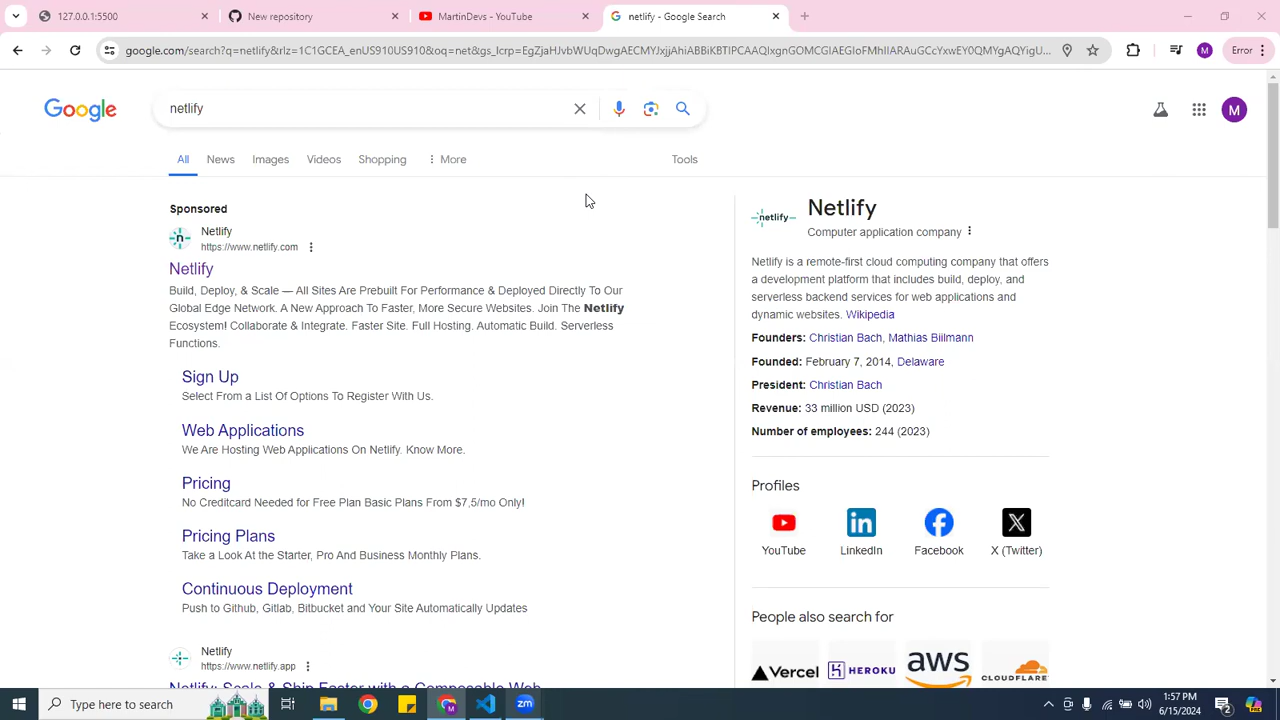 127.0.0.1:5500
New repository
MartinDevs - YouTube
netlify - Google Search
google.com/search?q=netlify&rlz=1C1GCEA_enUS910US910&oq=net&gs_lcrp=
M
Error
Google
netlify
M
All
News
Images
Videos
Shopping
More
Tools
Sponsored
n
Netlify
https://www.netlify.com
Netlify
Build, Deploy, & Scale — All Sites Are Prebuilt For Performance & Deployed Directly To Our
Global Edge Network. A New Approach To Faster, More Secure Websites. Join The Netlify
Ecosystem! Collaborate & Integrate. Faster Site. Full Hosting. Automatic Build. Serverless
Functions.
Sign Up
Select From a List Of Options To Register With Us.
Web Applications
We Are Hosting Web Applications On Netlify. Know More.
Pricing
No Creditcard Needed for Free Plan Basic Plans From $7,5/mo Only!
Pricing Plans
Take a Look At the Starter, Pro And Business Monthly Plans.
Continuous Deployment
Push to Github, Gitlab, Bitbucket and Your Site Automatically Updates
Netlify
https://www.netlify.app
Netlify: Scale & Ship Faster with a Composable Web
netlify
Netlify
Computer application company
Netlify is a remote-first cloud computing company that offers
a development platform that includes build, deploy, and
serverless backend services for web applications and
dynamic websites. Wikipedia
Founders: Christian Bach, Mathias Biilmann
Founded: February 7, 2014, Delaware
President: Christian Bach
Revenue: 33 million USD (2023)
Number of employees: 244 (2023)
Profiles
YouTube
LinkedIn
Facebook
X (Twitter)
People also search for
Vercel
HEROKU
aws
CLOUDFLARE
Type here to search
zm
1:57 PM
6/15/2024
2